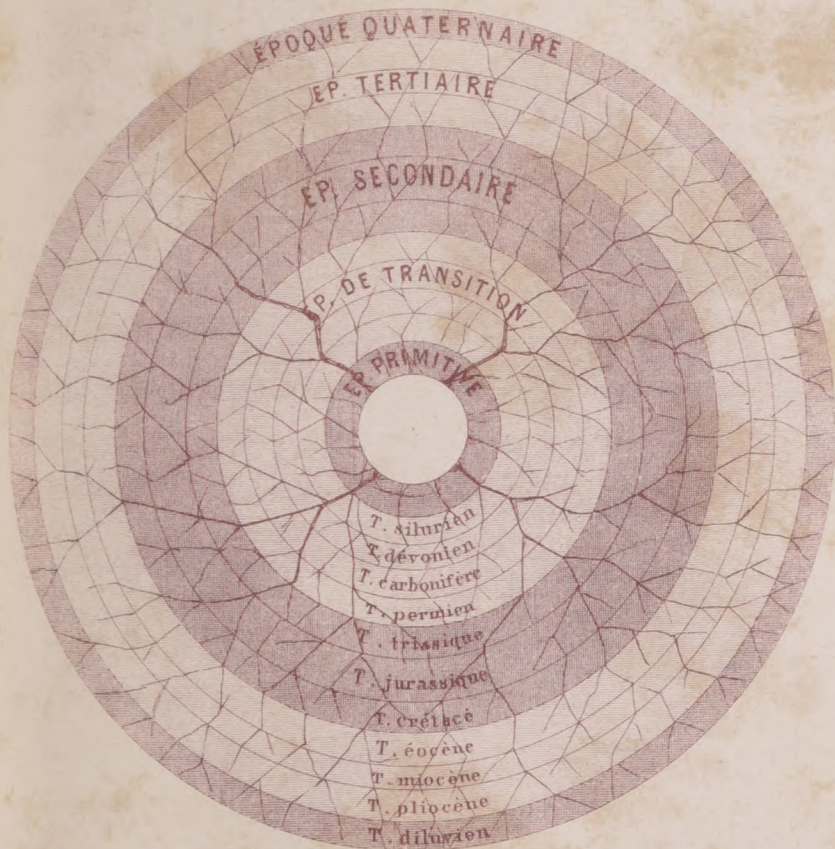 ÉPOQUE QUATERNAIRE
EP. TERTIAIRE
EP. SECONDAIRE
EP. DE TRANSITION
EP. PRIMITIVE
T. silurien
T. dévonien
T. carbonifère
T. permien
T. triasique
T. jurassique
T. crétacé
T. éocène
T. miocène
T. pliocène
T. diluvien